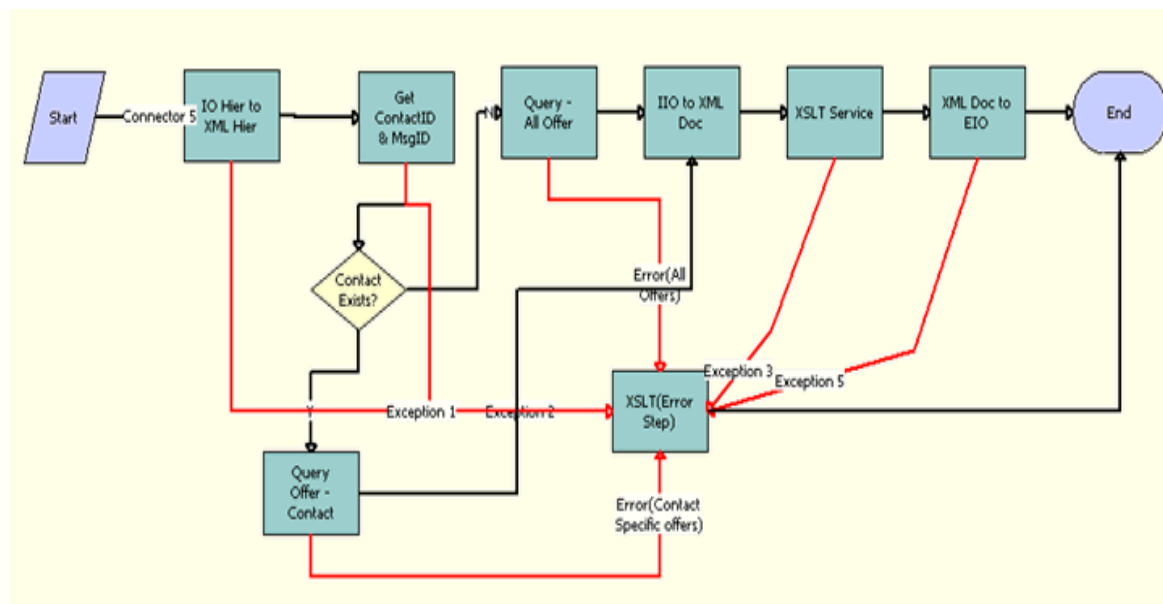 Start
Connector 5
IO Hier to
XML Hier
Get
ContactID
& MsgID
N
Query -
All Offer
IIO to XML
Doc
XSLT Service
XML Doc to
EIO
End
Contact
Exists?
Error(All
Offers)
Exception 3
Exception 5
Y
Exception 1
Exception 2
XSLT(Error
Step)
Query
Offer -
Contact
Error(Contact
Specific offers)